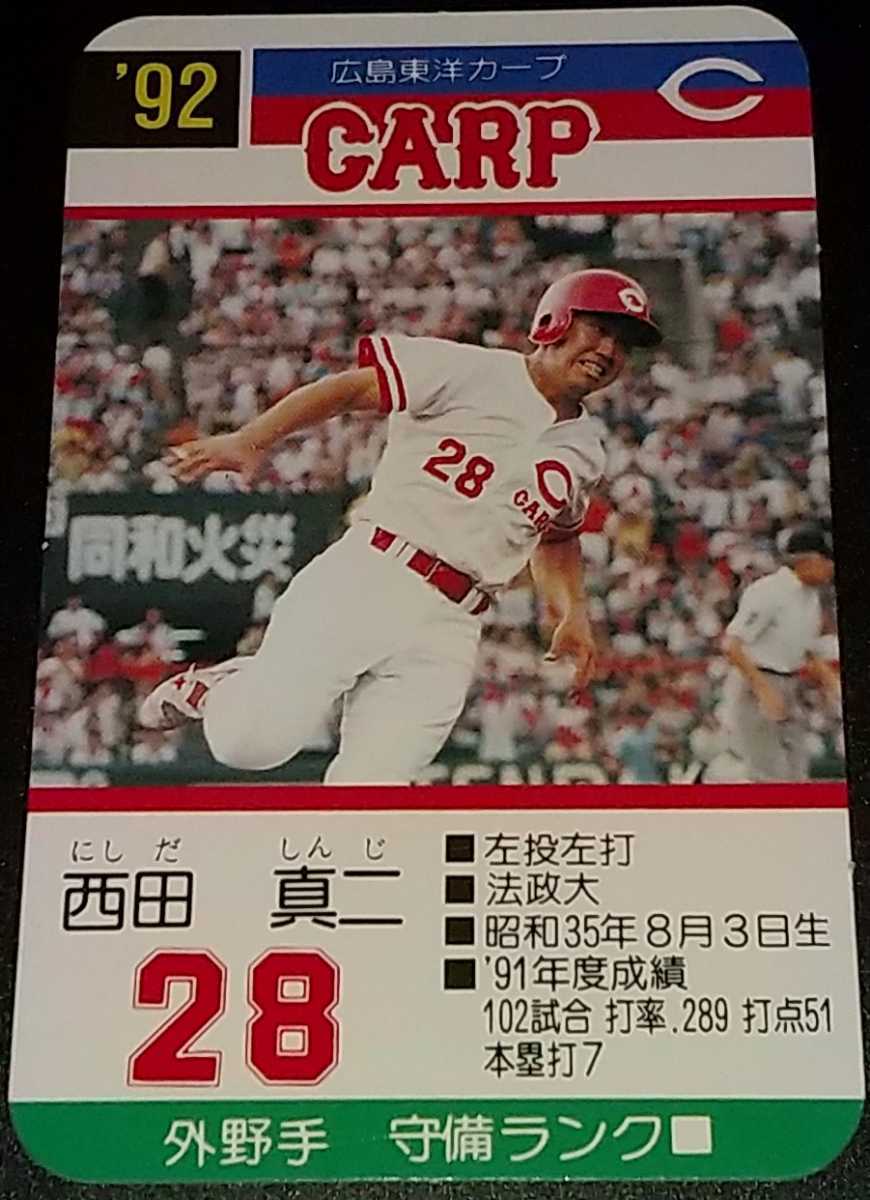 '92
広島東洋カープ
CARP
28
CARP
同和火災
にしだ しんじ
西田 真二
28
■左投左打
■法政大
■昭和35年8月3日生
■'91年度成績
102試合 打率.289 打点51
本塁打7
外野手 守備ランク■